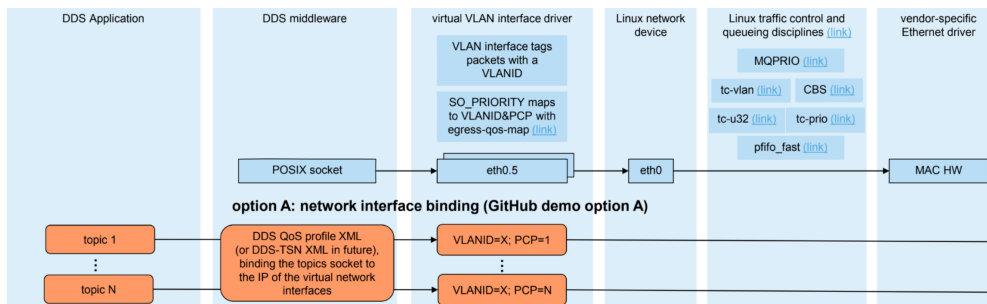 DDS Application
DDS middleware
virtual VLAN interface driver
Linux network
device
Linux traffic control and
queueing disciplines (link)
vendor-specific
Ethernet driver
VLAN interface tags
packets with a
VLANID
SO_PRIORITY maps
to VLANID&PCP with
egress-qos-map (link)
MQPRIO (link)
tc-vlan (link)
CBS (link)
tc-u32 (link)
tc-prio (link)
pfifo_fast (link)
POSIX socket
eth0.5
eth0
MAC HW
option A: network interface binding (GitHub demo option A)
topic 1
topic N
DDS QoS profile XML
(or DDS-TSN XML in future),
binding the topics socket to
the IP of the virtual network
interfaces
VLANID=X; PCP=1
VLANID=X; PCP=N